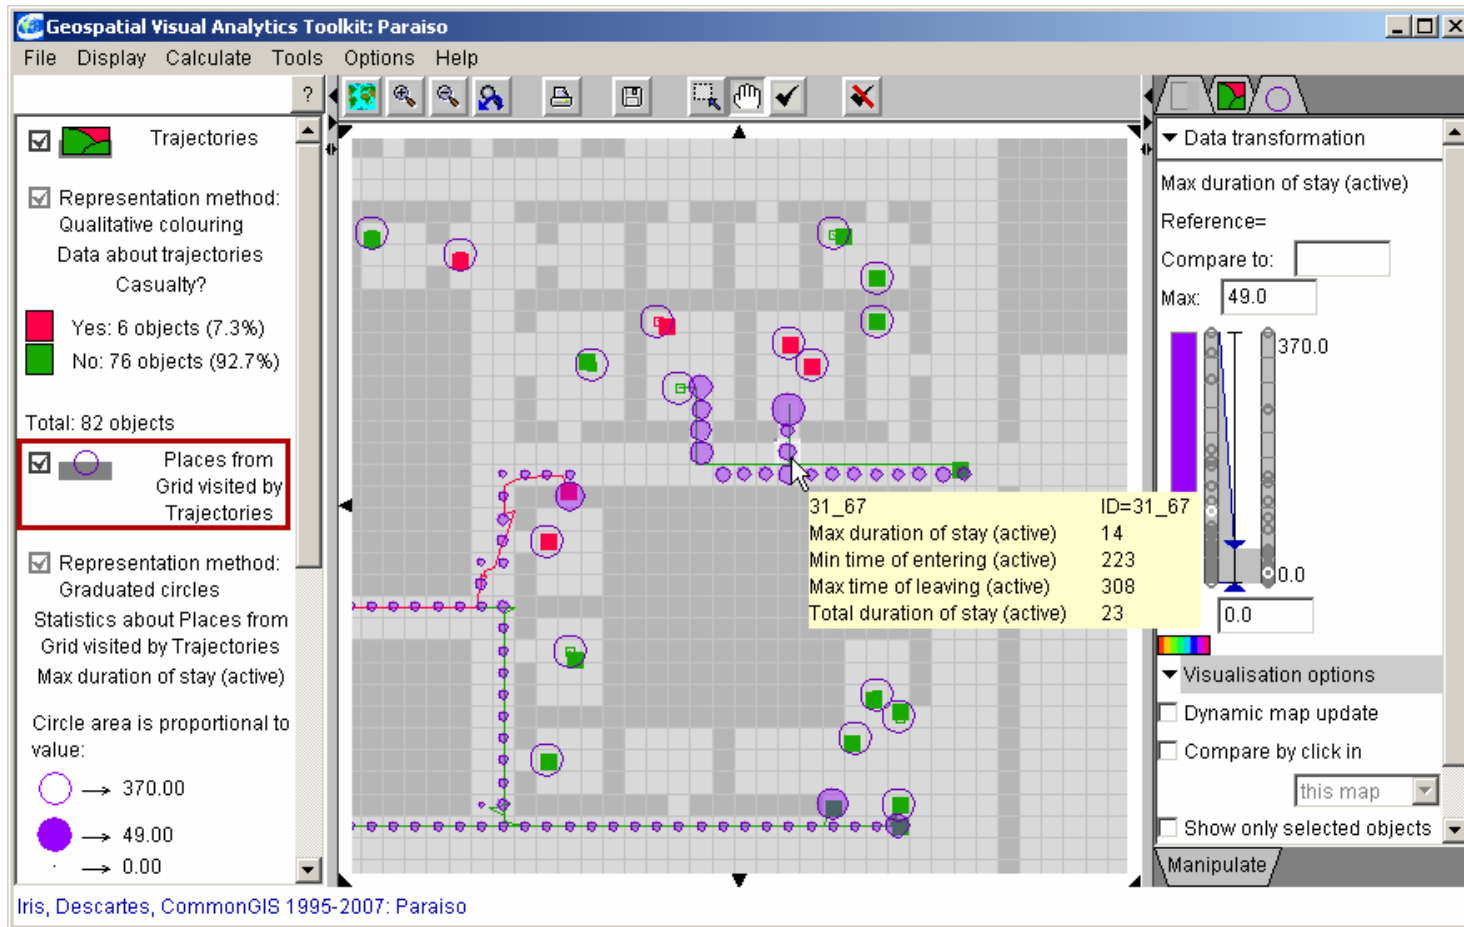 Geospatial Visual Analytics Toolkit: Paraiso
File Display Calculate Tools Options Help
?
Trajectories
Representation method:
Qualitative colouring
Data about trajectories
Casualty?
Yes: 6 objects (7.3%)
No: 76 objects (92.7%)
Total: 82 objects
Places from
Grid visited by
Trajectories
Representation method:
Graduated circles
Statistics about Places from
Grid visited by Trajectories
Max duration of stay (active)
Circle area is proportional to
value:
370.00
49.00
0.00
31_67 ID=31_67
Max duration of stay (active) 14
Min time of entering (active) 223
Max time of leaving (active) 308
Total duration of stay (active) 23
Data transformation
Max duration of stay (active)
Reference=
Compare to:
Max: 49.0
370.0
0.0
0.0
Visualisation options
Dynamic map update
Compare by click in
this map
Show only selected objects
Manipulate
Iris, Descartes, CommonGIS 1995-2007: Paraiso